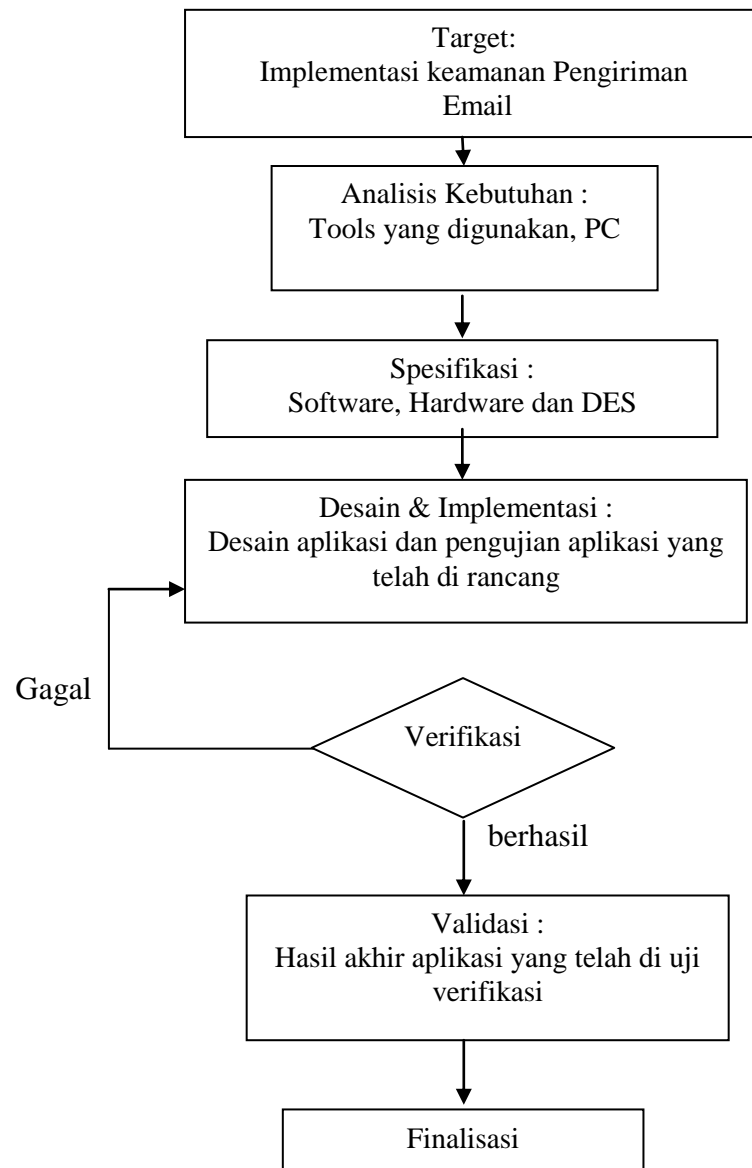 Target:
Implementasi keamanan Pengiriman
Email
Analisis Kebutuhan :
Tools yang digunakan, PC
Spesifikasi :
Software, Hardware dan DES
Desain & Implementasi :
Desain aplikasi dan pengujian aplikasi yang
telah di rancang
Gagal
Verifikasi
berhasil
Validasi :
Hasil akhir aplikasi yang telah di uji
verifikasi
Finalisasi